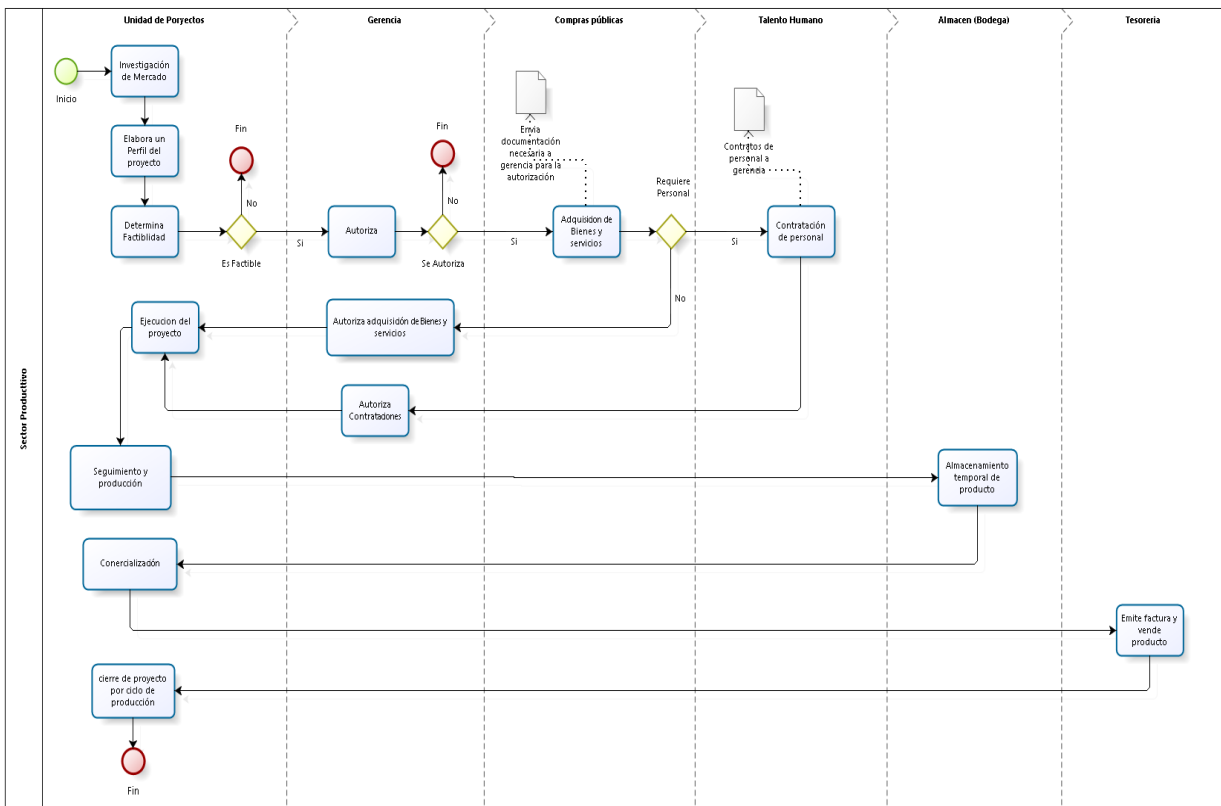 Unidad de Poryectos
Gerencia
Compras públicas
Talento Humano
Almacen (Bodega)
Tesoreria
Sector Producttivo
Inicio
Investigación
de Mercado
Elabora un
Perfil del
proyecto
Determina
Factiblidad
Fin
No
Es Factible
Si
Autoriza
Fin
No
Se Autoriza
Si
Envia
documentación
necesaria a
gerencia para la
autorización
Adquisidon de
Bienes y
servicios
Requiere
Personal
Si
No
Contratos de
personal a
gerencia
Contratación
de personal
Ejecucion del
proyecto
Autoriza adquisición de Bienes y
servicios
Autoriza
Contratadones
Seguimiento y
producción
Almacenamiento
temporal de
producto
Conercialización
Emite factura y
vende
producto
cierre de proyecto
por ciclo de
producción
Fin